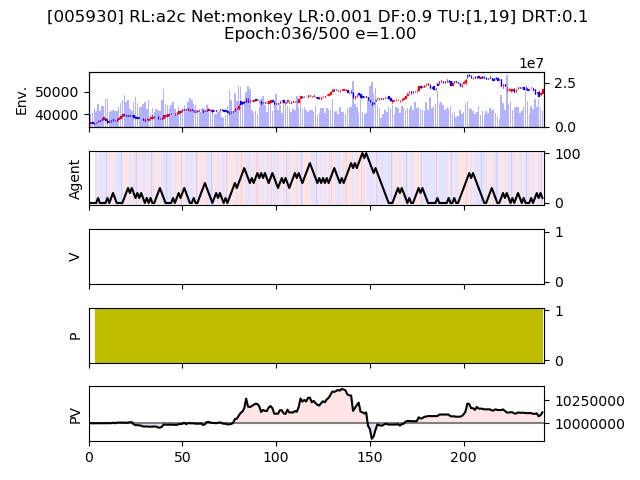 [005930] RL:a2c Net:monkey LR:0.001 DF:0.9 TU:[1,19] DRT:0.1
Epoch:036/500 e=1.00
1e7
Env.
50000
40000
2.5
0.0
Agent
100
0
V
1
0
P
1
0
PV
10250000
10000000
0
50
100
150
200